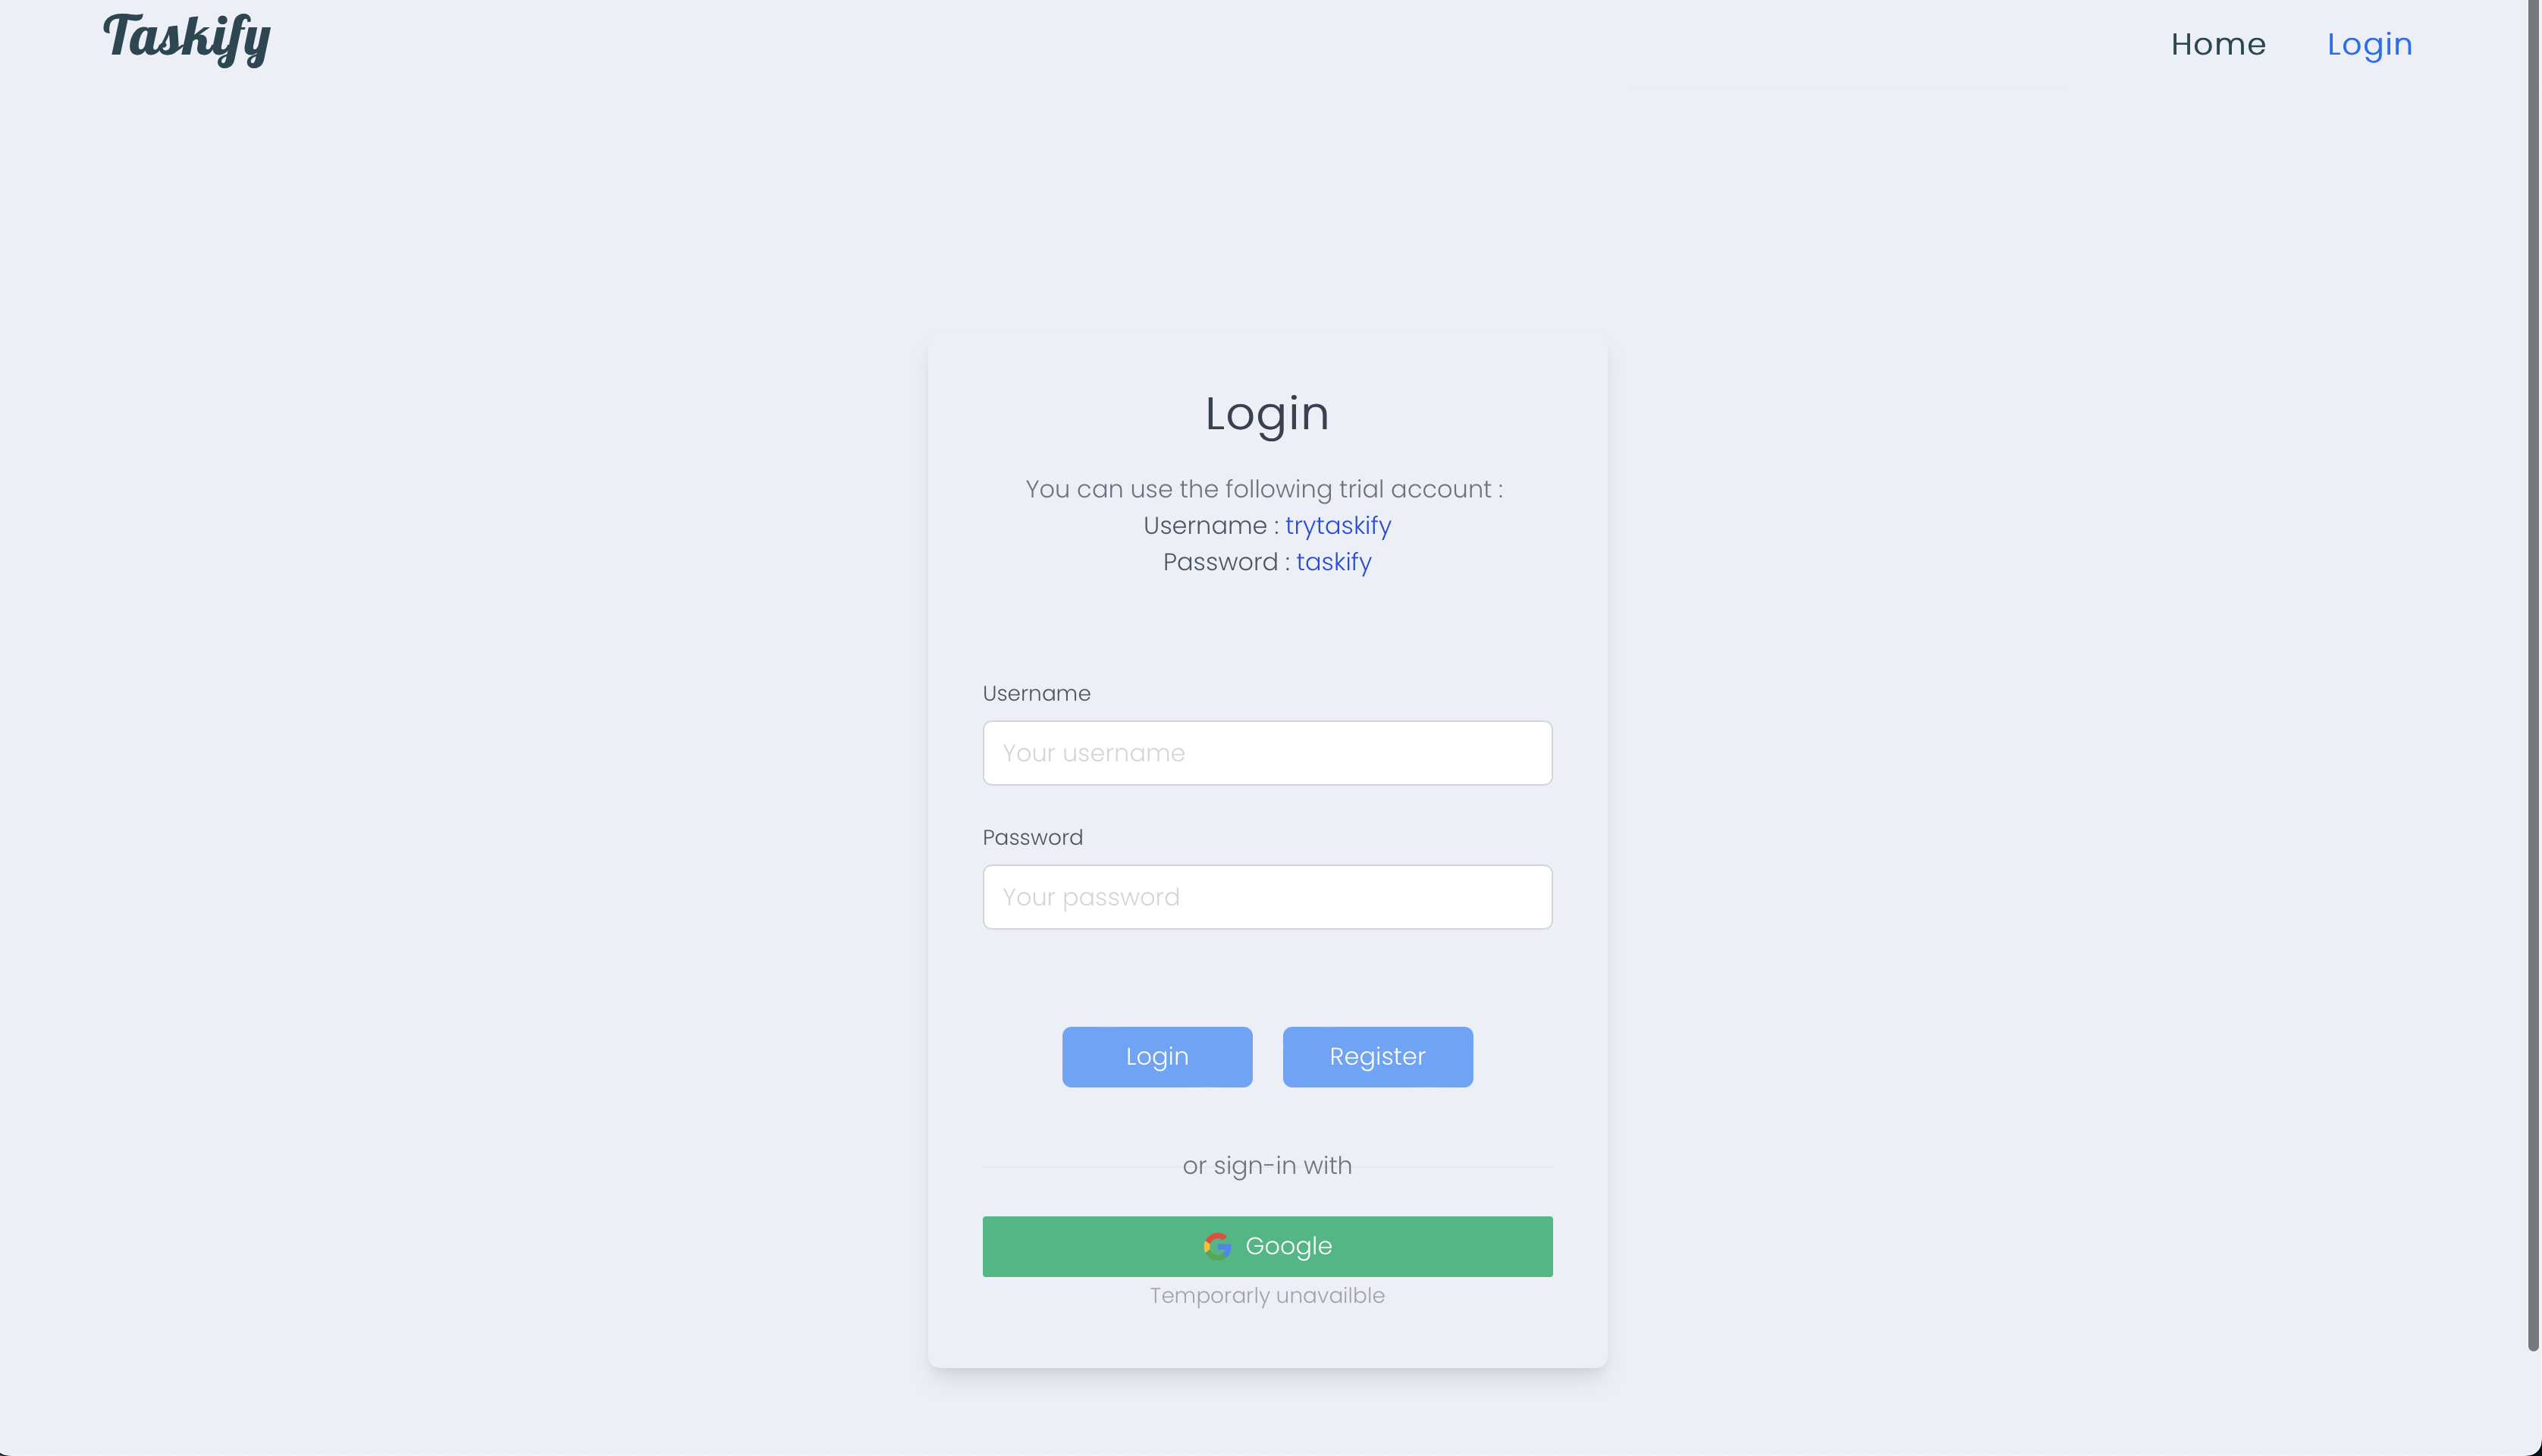 Taskify
Home Login
Login
You can use the following trial account :
Username : trytaskify
Password : taskify
Username
Your username
Password
Your password
Login Register
or sign-in with
Google
Temporarly unavailble